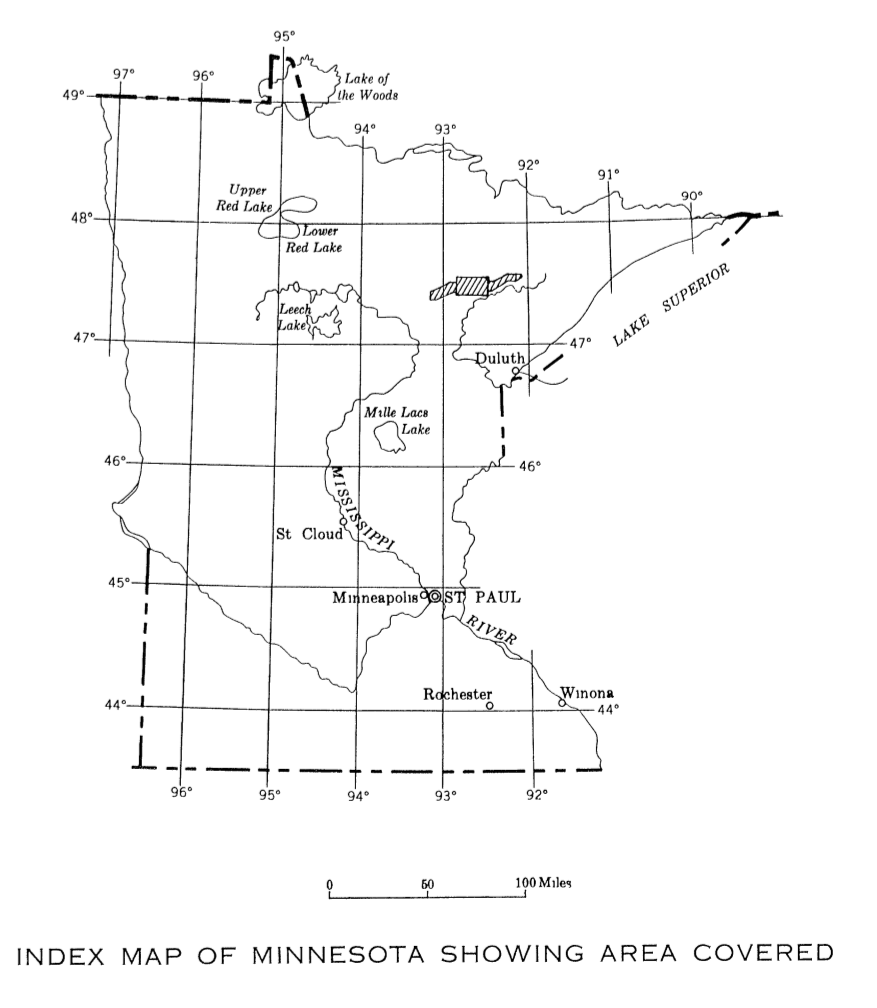 95°
97°
96°
Lake of
the Woods
49°
94°
93°
92°
91°
90°
Upper
Red Lake
48°
Lower
Red Lake
LAKE SUPERIOR
Leech
Lake
47°
47°
Duluth
Mille Lacs
Lake
46°
46°
MISSISSIPPI
St Cloud
45°
Minneapolis
ST PAUL
RIVER
Rochester
Winona
44°
44°
96°
95°
94°
93°
92°
0 50 100 Miles
INDEX MAP OF MINNESOTA SHOWING AREA COVERED